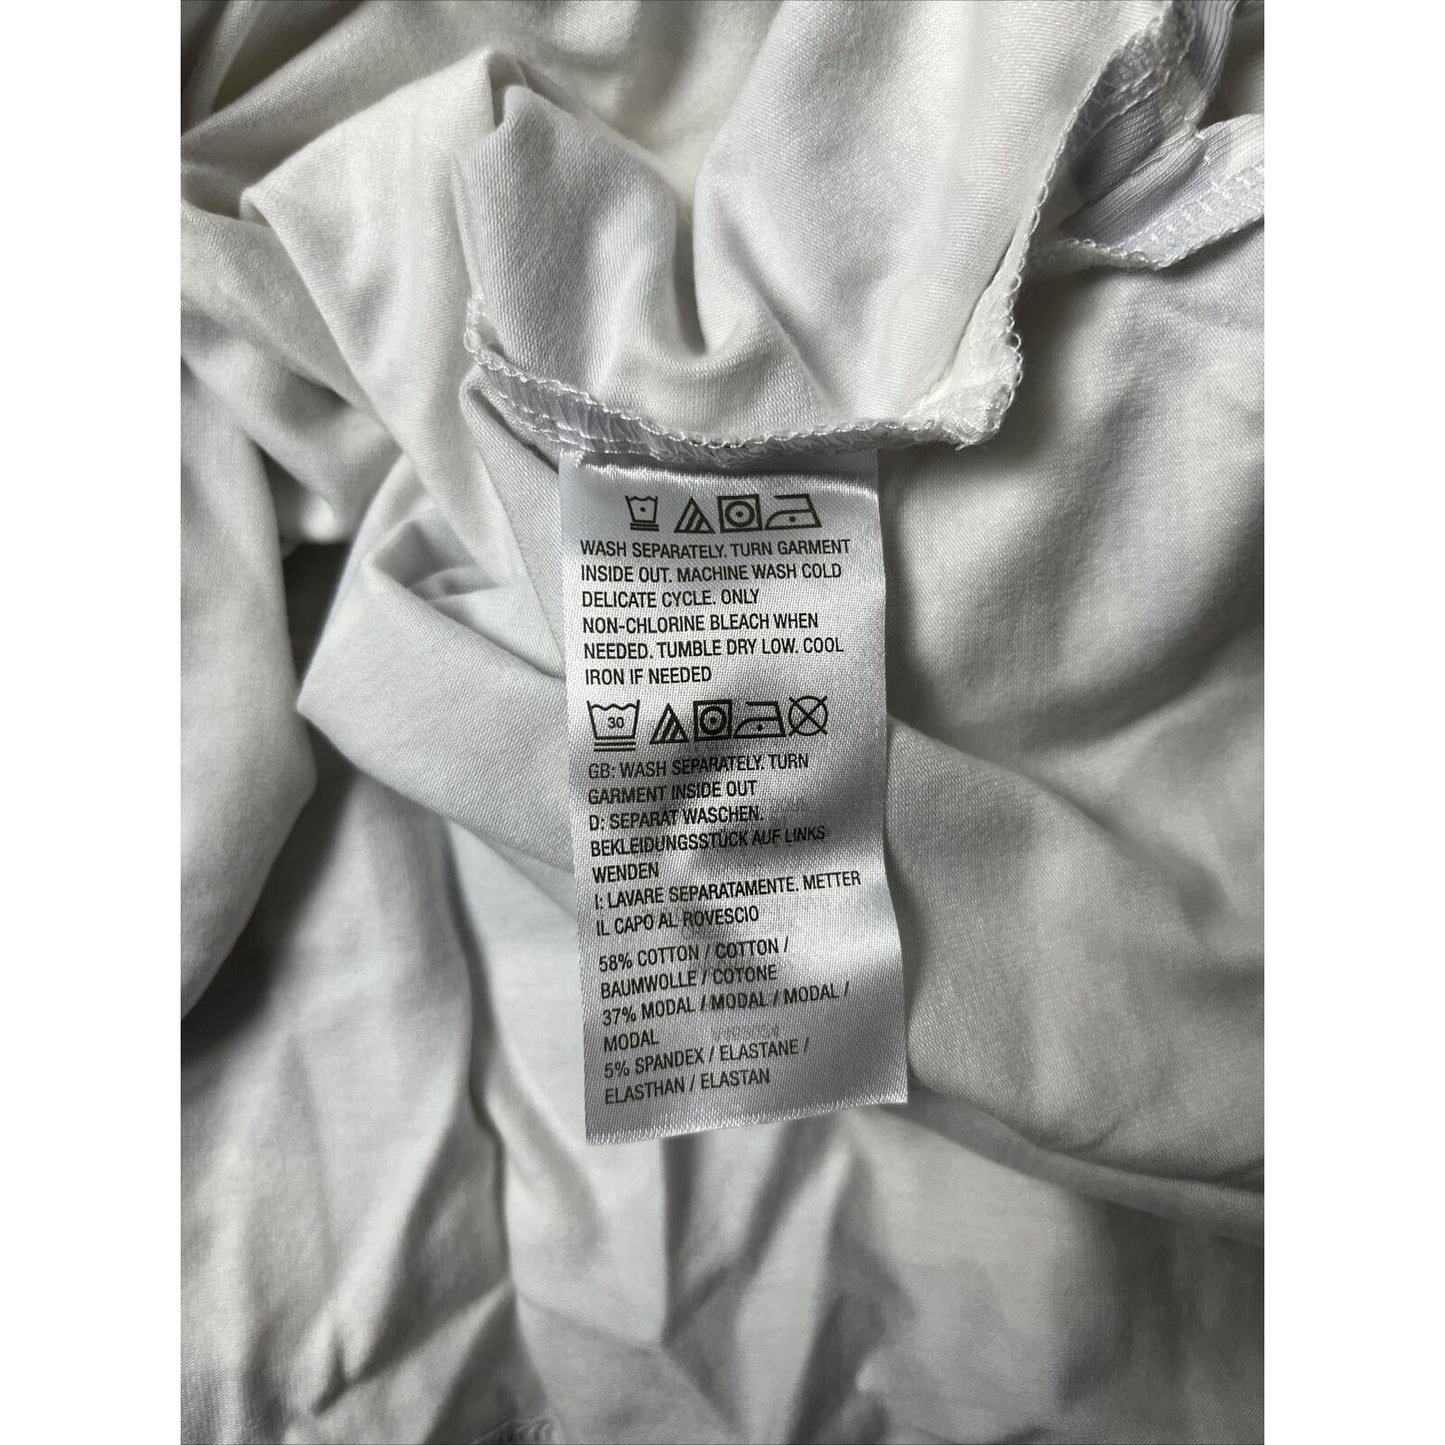 WASH SEPARATELY. TURN GARMENT
INSIDE OUT. MACHINE WASH COLD
DELICATE CYCLE. ONLY
NON-CHLORINE BLEACH WHEN
NEEDED. TUMBLE DRY LOW. COOL
IRON IF NEEDED
30
GB: WASH SEPARATELY. TURN
GARMENT INSIDE OUT
D: SEPARAT WASCHEN.
BEKLEIDUNGSSTÜCK AUF LINKS
WENDEN
I: LAVARE SEPARATAMENTE. METTER
IL CAPO AL ROVESCIO
58% COTTON / COTTON /
BAUMWOLLE / COTONE
37% MODAL / MODAL / MODAL /
MODAL
5% SPANDEX / ELASTANE /
ELASTHAN / ELASTAN